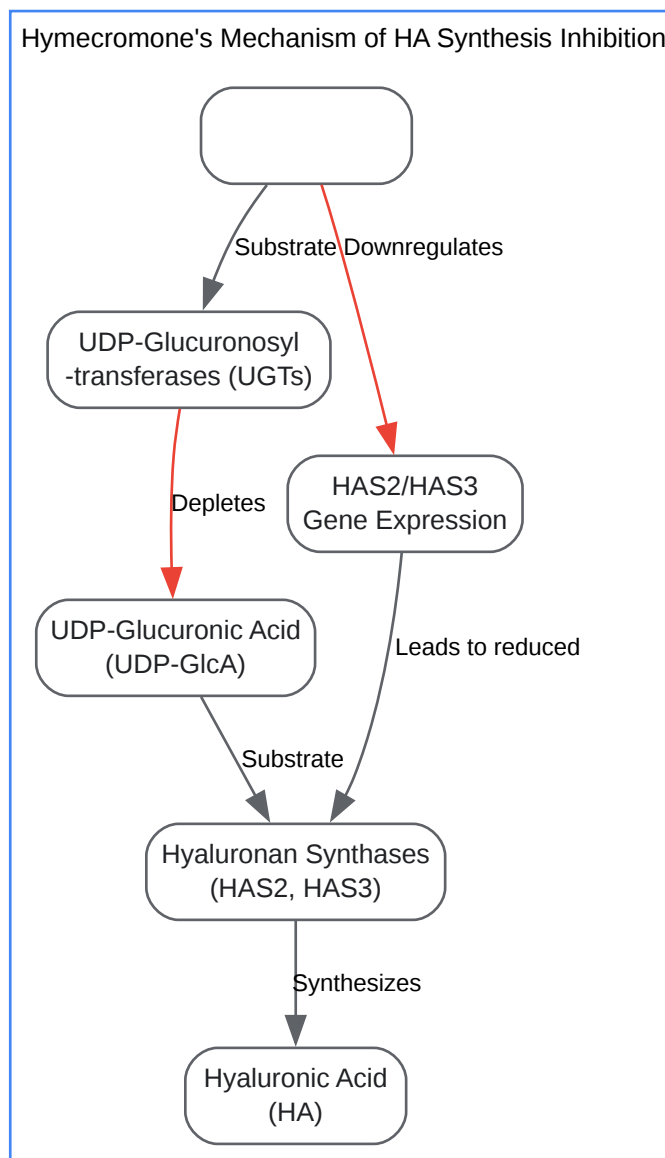 Hymecromone's Mechanism of HA Synthesis Inhibition
Substrate
Downregulates
UDP-Glucuronosyl
-transferases (UGTs)
Depletes
HAS2/HAS3
Gene Expression
UDP-Glucuronic Acid
(UDP-GlcA)
Leads to reduced
Substrate
Hyaluronan Synthases
(HAS2, HAS3)
Synthesizes
Hyaluronic Acid
(HA)